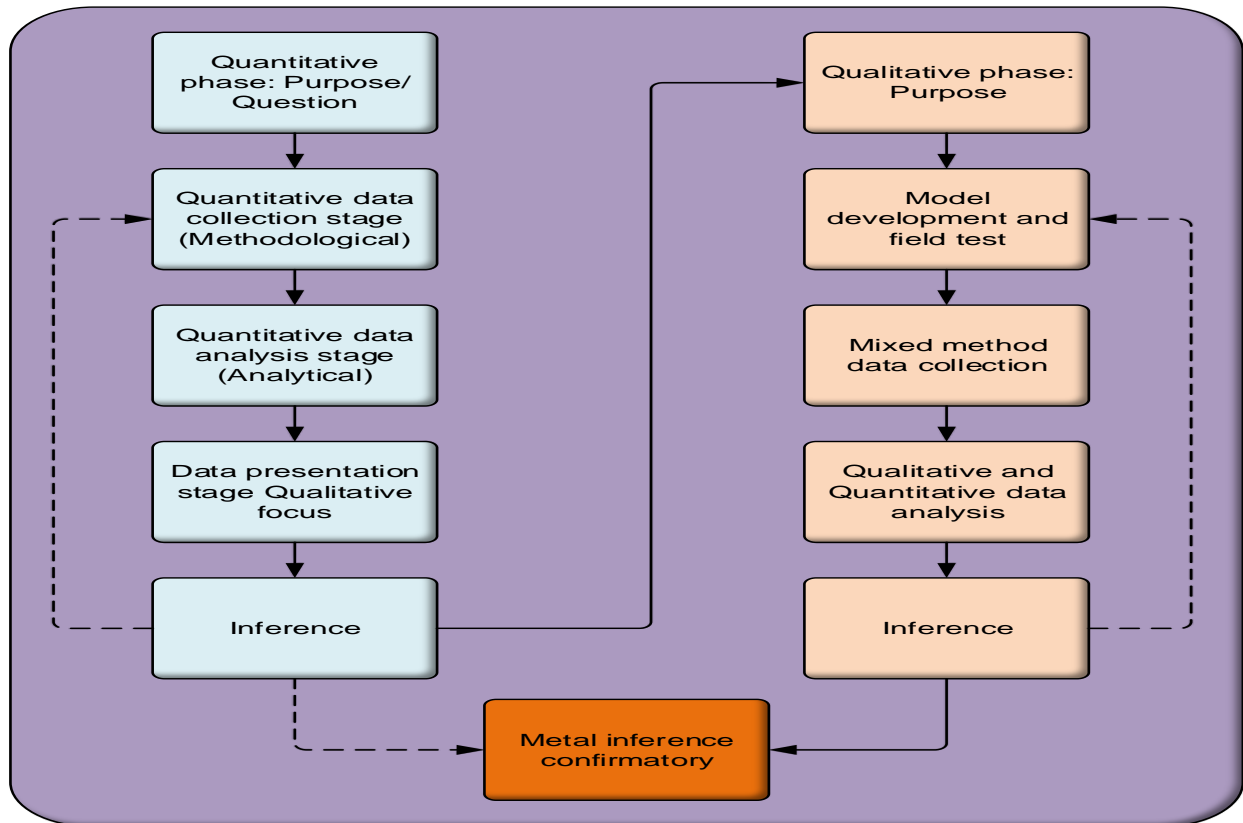 Quantitative
phase: Purpose/
Question
Quantitative data
collection stage
(Methodological)
Quantitative data
analysis stage
(Analytical)
Data presentation
stage Qualitative
focus
Inference
Qualitative phase:
Purpose
Model
development and
field test
Mixed method
data collection
Qualitative and
Quantitative data
analysis
Inference
Metal inference
confirmatory